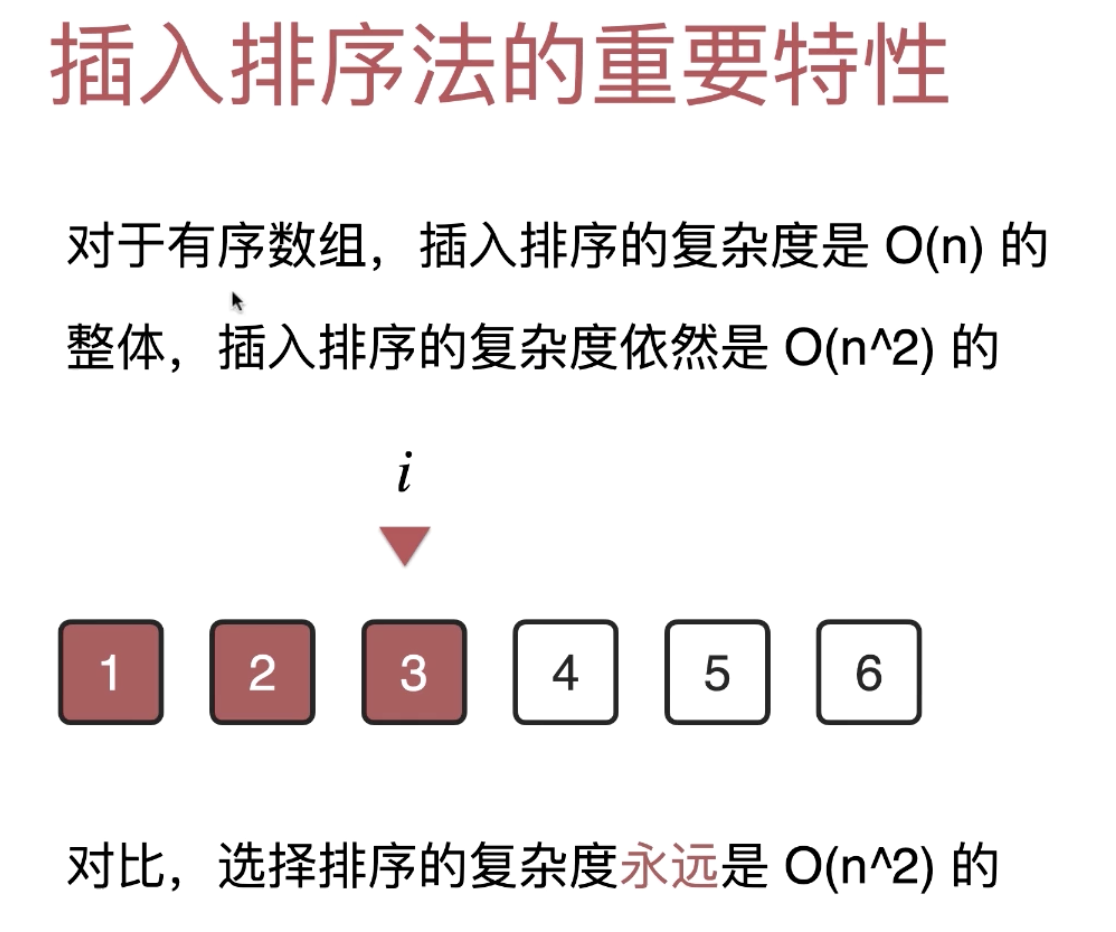 插入排序法的重要特性
对于有序数组，插入排序的复杂度是 O(n) 的
整体，插入排序的复杂度依然是 O(n^2) 的
i
1 2 3 4 5 6
对比，选择排序的复杂度永远是 O(n^2) 的